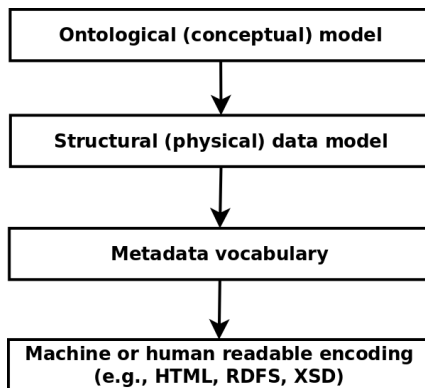 Ontological (conceptual) model
Structural (physical) data model
Metadata vocabulary
Machine or human readable encoding
(e.g., HTML, RDFS, XSD)